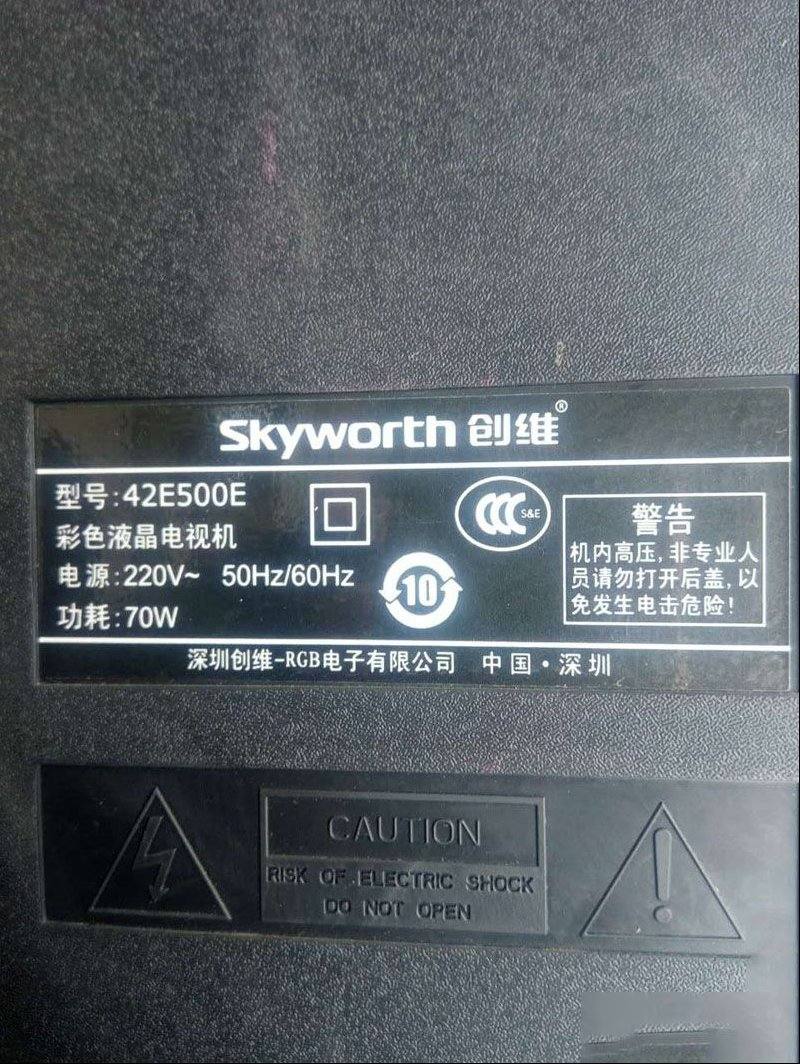 Skyworth 创维®
型号:42E500E
彩色液晶电视机
电源:220V~ 50Hz/60Hz
功耗:70W
CCC S&E
10
警告
机内高压,非专业人
员请勿打开后盖,以
免发生电击危险!
深圳创维-RGB电子有限公司 中国·深圳
CAUTION
RISK OF ELECTRIC SHOCK
DO NOT OPEN